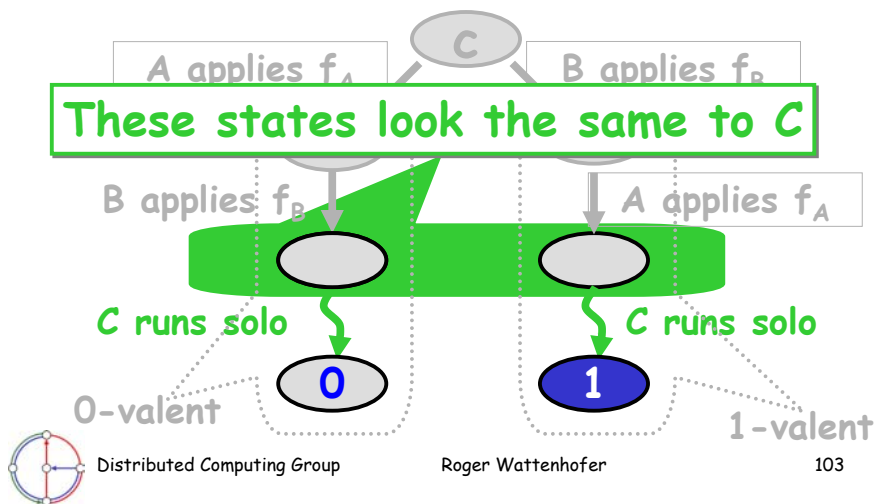 c
A applies fA
B applies fB
These states look the same to C
B applies fB
A applies fA
C runs solo
C runs solo
0
1
0-valent
1-valent
Distributed Computing Group
Roger Wattenhofer
103